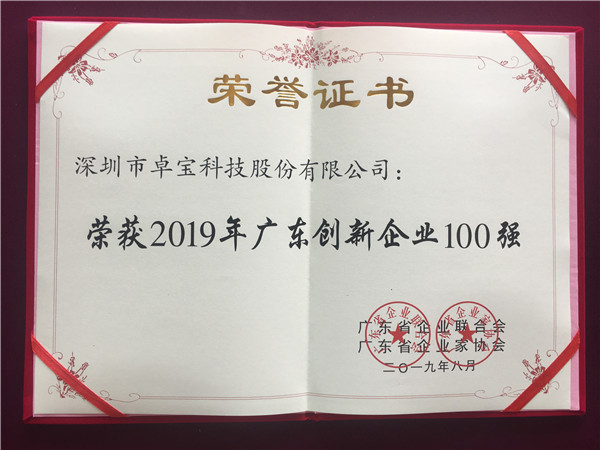 荣誉证书
深圳市卓宝科技股份有限公司：
荣获2019年广东创新企业100强
广东省企业联合会
广东省企业家协会
二〇一九年八月